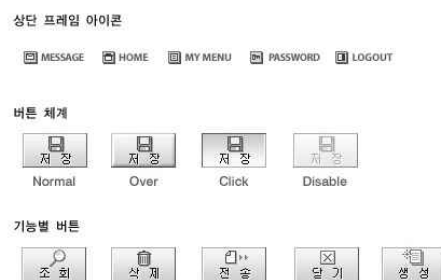 상단 프레임 아이콘
MESSAGE HOME MY MENU PASSWORD LOGOUT
버튼 체계
저 장 저 장 저 장 저 장
Normal Over Click Disable
기능별 버튼
조 회 삭 제 전 송 닫 기 생 성